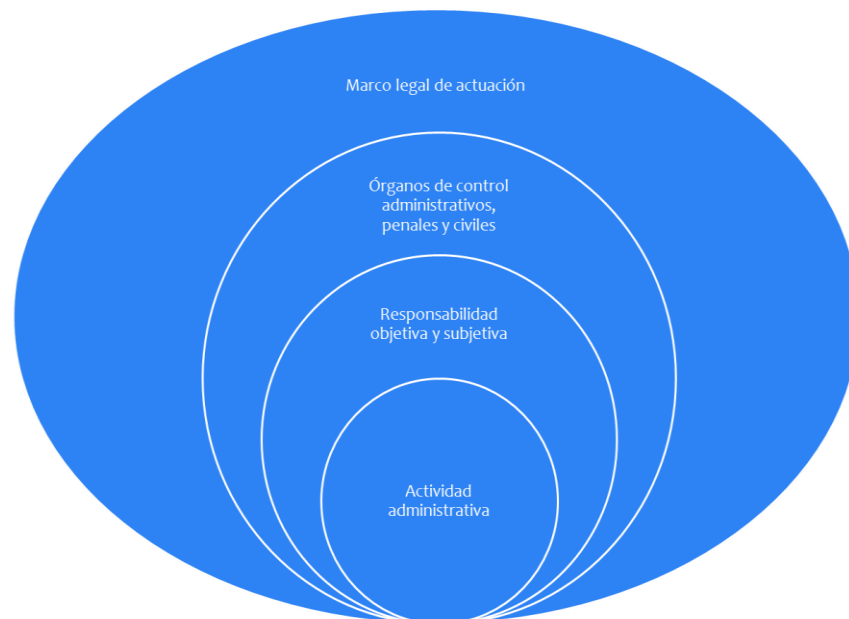 Marco legal de actuación
Órganos de control
administrativos,
penales y civiles
Responsabilidad
objetiva y subjetiva
Actividad
administrativa